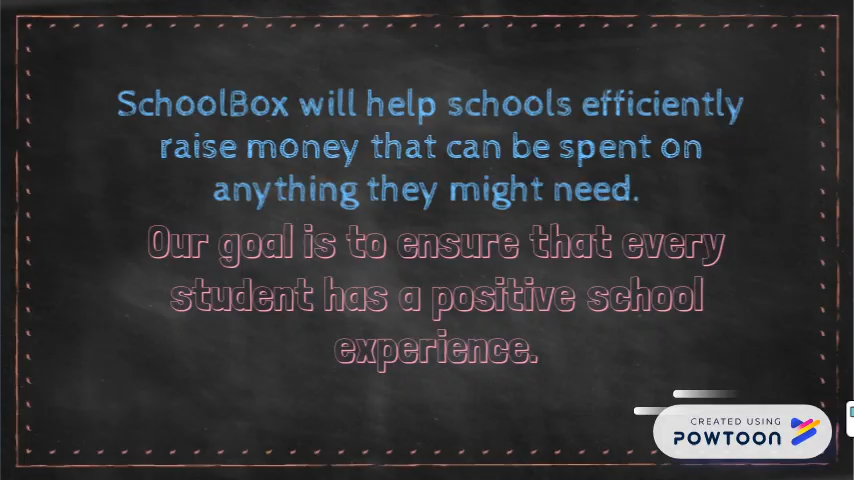 SchoolBox will help schools efficiently
raise money that can be spent on
anything they might need.
Our goal is to ensure that every
student has a positive school
experience.
CREATED USING
POWTOON